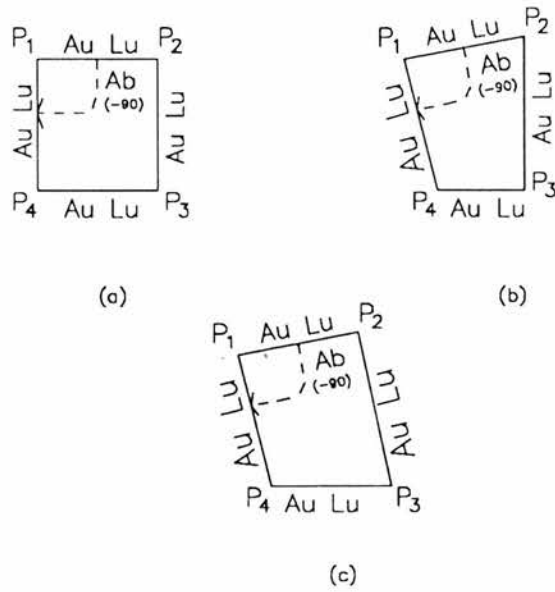 P1 Au Lu P2
Lu Ab Lu
(-90)
Au Au
P4 Au Lu P3
(a)
P1 Au Lu P2
Lu Ab Lu
(-90)
Au Au
P4 Au Lu P3
(b)
P1 Au Lu P2
Lu Ab Lu
(-90)
Au Au
P4 Au Lu P3
(c)